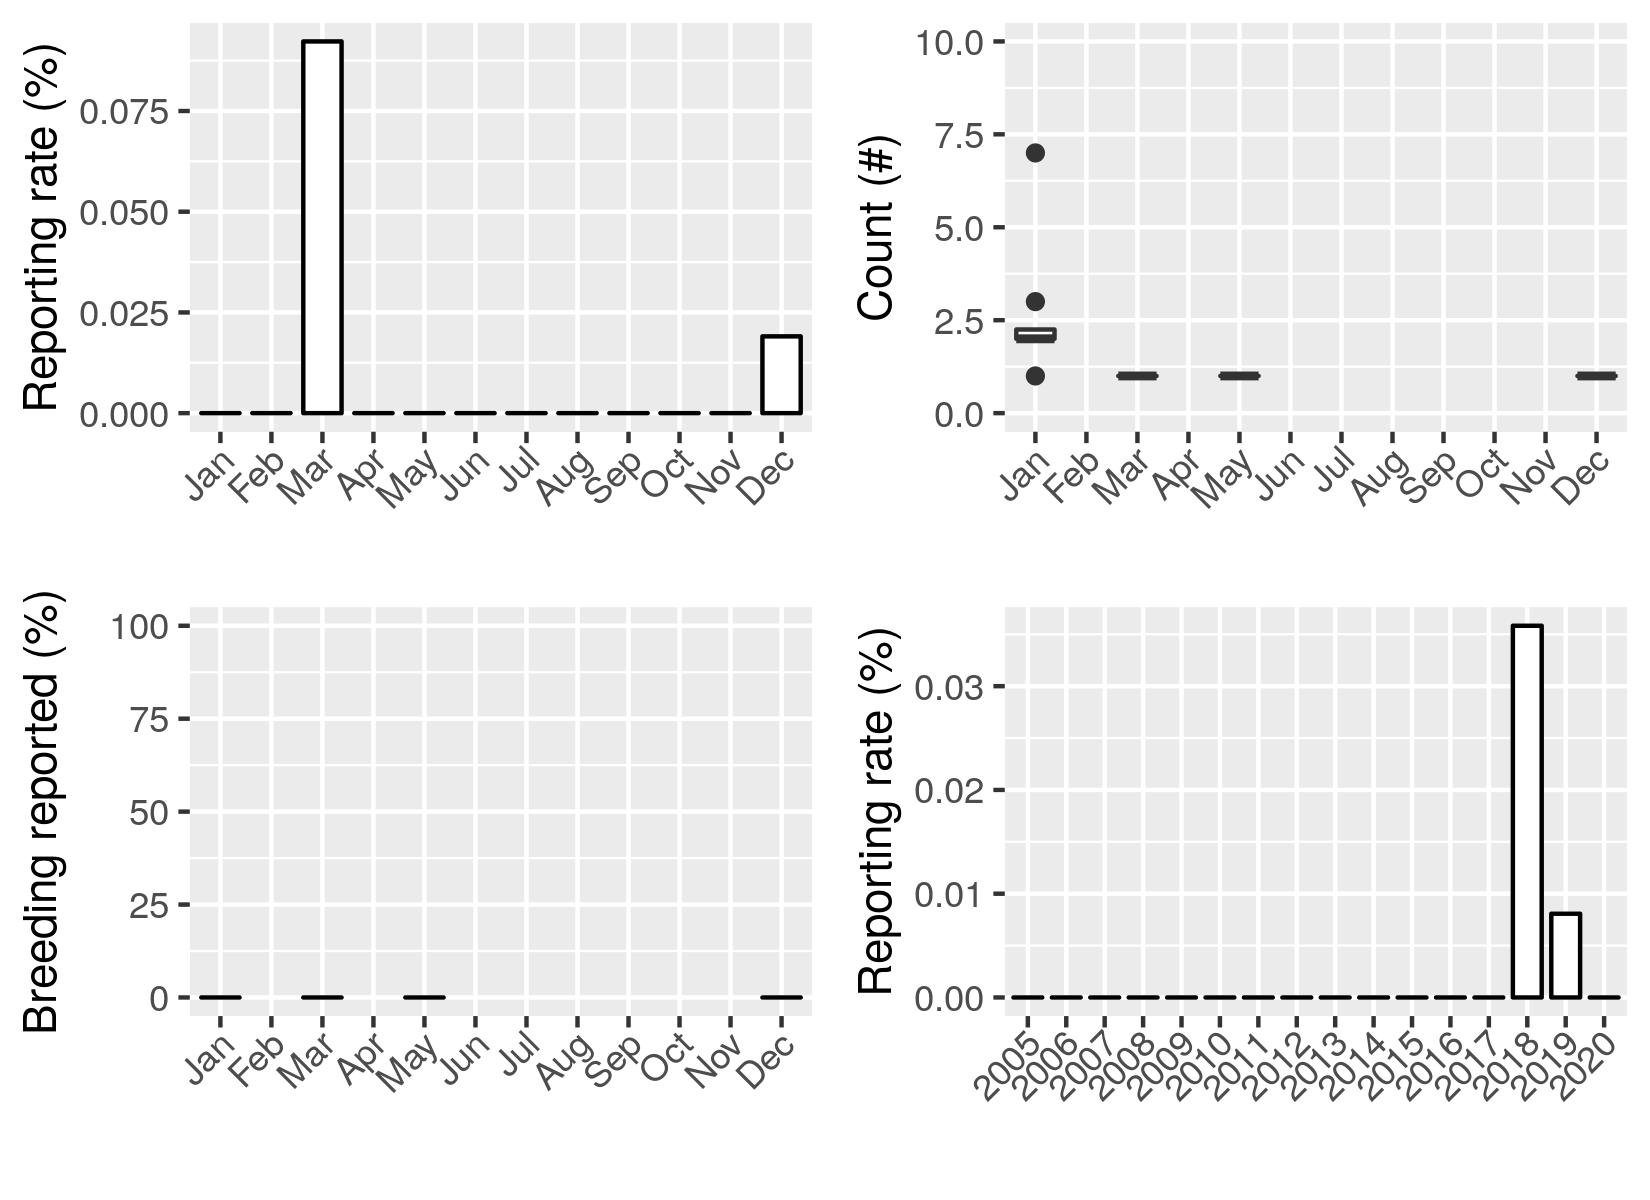 Reporting rate (%)
0.075
0.050
0.025
0.000
Jan Feb Mar Apr May Jun Jul Aug Sep Oct Nov Dec
Count (#)
10.0
7.5
5.0
2.5
0.0
Jan Feb Mar Apr May Jun Jul Aug Sep Oct Nov Dec
Breeding reported (%)
100
75
50
25
0
Jan Feb Mar Apr May Jun Jul Aug Sep Oct Nov Dec
Reporting rate (%)
0.03
0.02
0.01
0.00
2005 2006 2007 2008 2009 2010 2011 2012 2013 2014 2015 2016 2017 2018 2019 2020